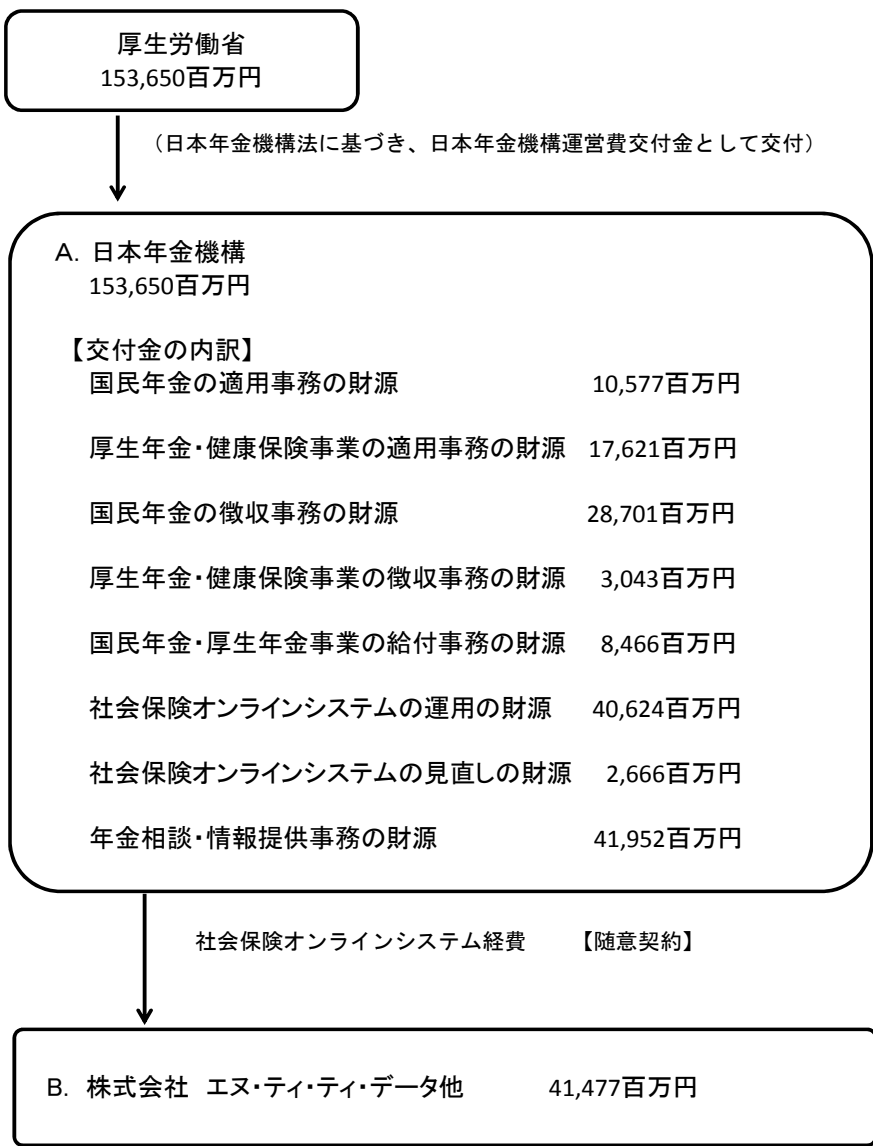 厚生労働省
153,650百万円
（日本年金機構法に基づき、日本年金機構運営費交付金として交付）
A. 日本年金機構
153,650百万円
【交付金の内訳】
国民年金の適用事務の財源 10,577百万円
厚生年金・健康保険事業の適用事務の財源 17,621百万円
国民年金の徴収事務の財源 28,701百万円
厚生年金・健康保険事業の徴収事務の財源 3,043百万円
国民年金・厚生年金事業の給付事務の財源 8,466百万円
社会保険オンラインシステムの運用の財源 40,624百万円
社会保険オンラインシステムの見直しの財源 2,666百万円
年金相談・情報提供事務の財源 41,952百万円
社会保険オンラインシステム経費 【随意契約】
B. 株式会社 エヌ・ティ・ティ・データ他 41,477百万円